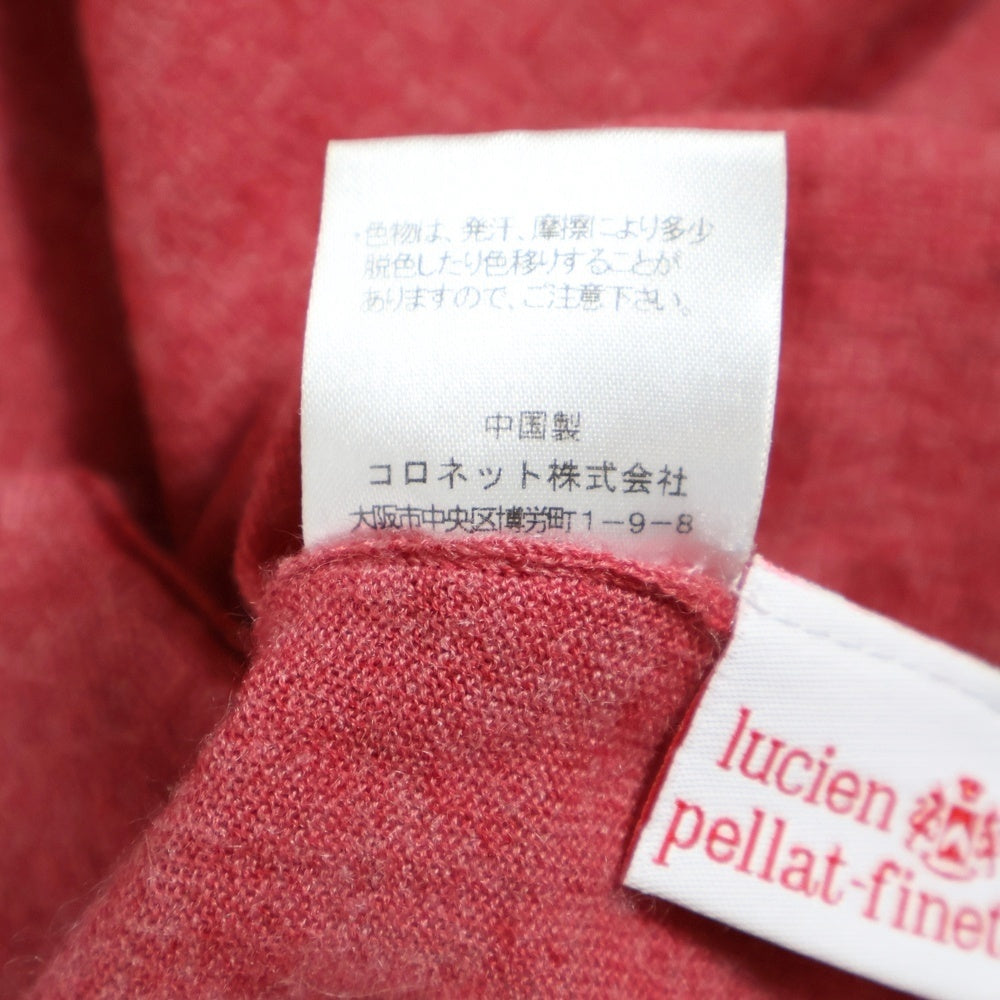 ・色物は、発汗、摩擦により多少
脱色したり色移りすることが
ありますので、ご注意下さい。
中国製
コロネット株式会社
大阪市中央区博労町1-9-8
lucien
pellat-finet